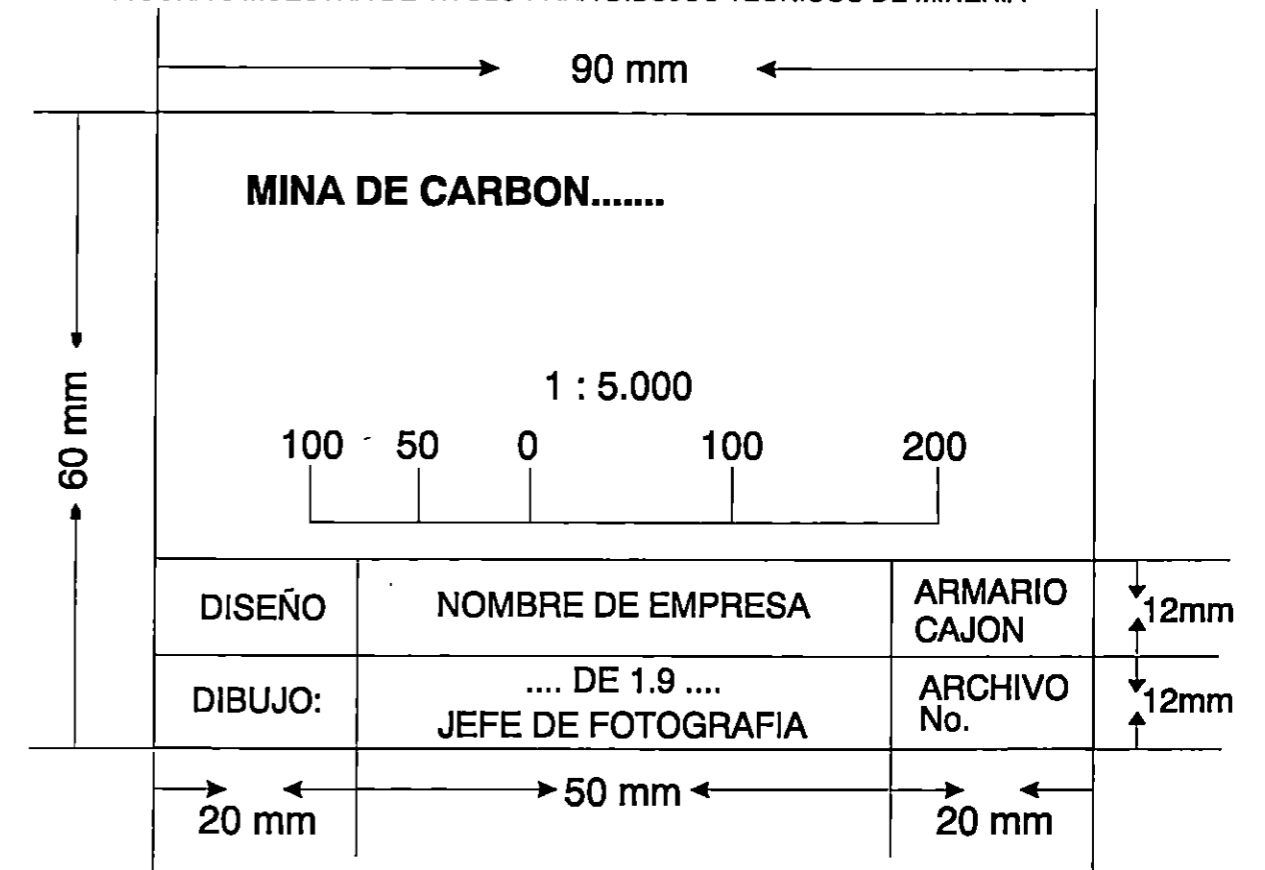 90 mm
MINA DE CARBON.......
60 mm
1 : 5.000
100 50 0 100 200
DISEÑO
NOMBRE DE EMPRESA
ARMARIO
CAJON
12mm
DIBUJO:
.... DE 1.9 ....
JEFE DE FOTOGRAFIA
ARCHIVO
No.
12mm
20 mm
50 mm
20 mm